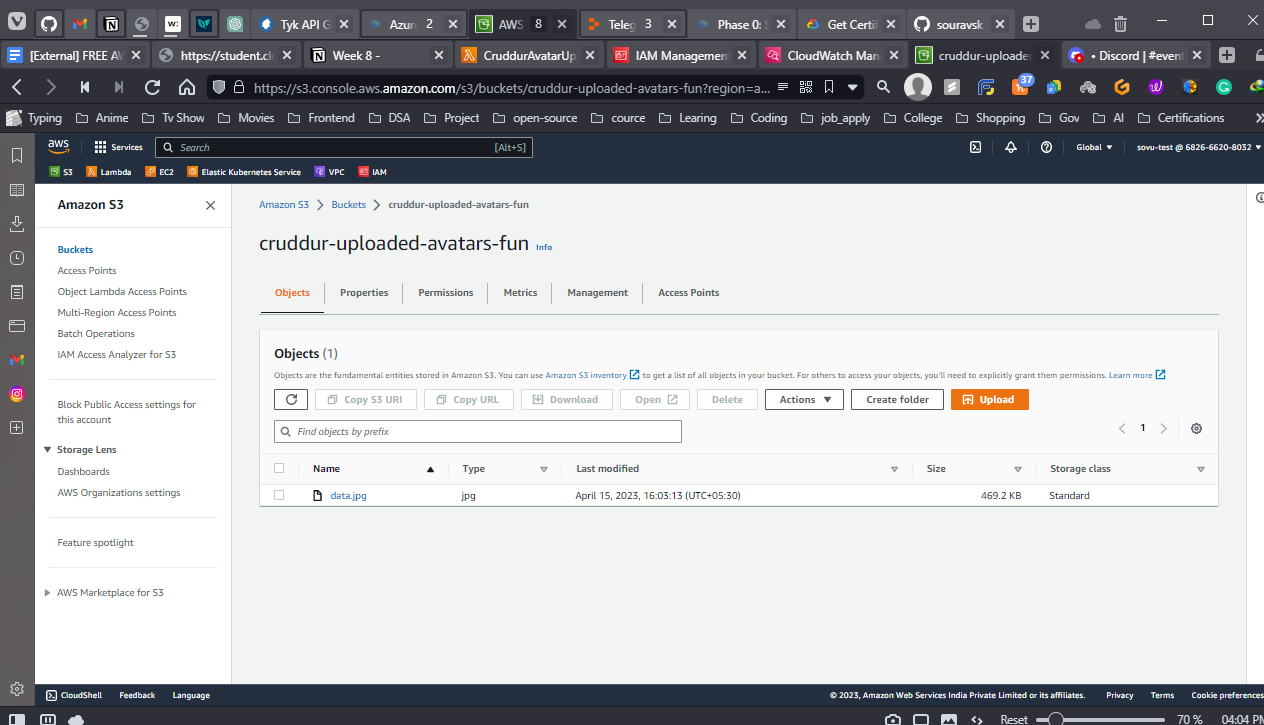 Tyk API G
Azur 2
AWS 8
Teleg 3
Phase 0: S
Get Certif
souravsk
[External] FREE AV
https://student.cl
Week 8 -
CruddurAvatarUp
IAM Managemen
CloudWatch Man
cruddur-uploaded
• Discord | #event
https://s3.console.aws.amazon.com/s3/buckets/cruddur-uploaded-avatars-fun?region=a...
37
Typing Anime Tv Show Movies Frontend DSA Project open-source cource Learing Coding job_apply College Shopping Gov AI Certifications
aws Services Search [Alt+S] Global sovu-test @ 6826-6620-8032
S3 Lambda EC2 Elastic Kubernetes Service VPC IAM
Amazon S3
Buckets
Access Points
Object Lambda Access Points
Multi-Region Access Points
Batch Operations
IAM Access Analyzer for S3
Block Public Access settings for
this account
Storage Lens
Dashboards
AWS Organizations settings
Feature spotlight
AWS Marketplace for S3
Amazon S3 Buckets cruddur-uploaded-avatars-fun
cruddur-uploaded-avatars-fun Info
Objects Properties Permissions Metrics Management Access Points
Objects (1)
Objects are the fundamental entities stored in Amazon S3. You can use Amazon S3 inventory to get a list of all objects in your bucket. For others to access your objects, you'll need to explicitly grant them permissions. Learn more
Copy S3 URI Copy URL Download Open Delete Actions Create folder Upload
Find objects by prefix
1
Name Type Last modified Size Storage class
data.jpg jpg April 15, 2023, 16:03:13 (UTC+05:30) 469.2 KB Standard
CloudShell Feedback Language © 2023, Amazon Web Services India Private Limited or its affiliates. Privacy Terms Cookie preferences
Reset 70 % 04:04 PM